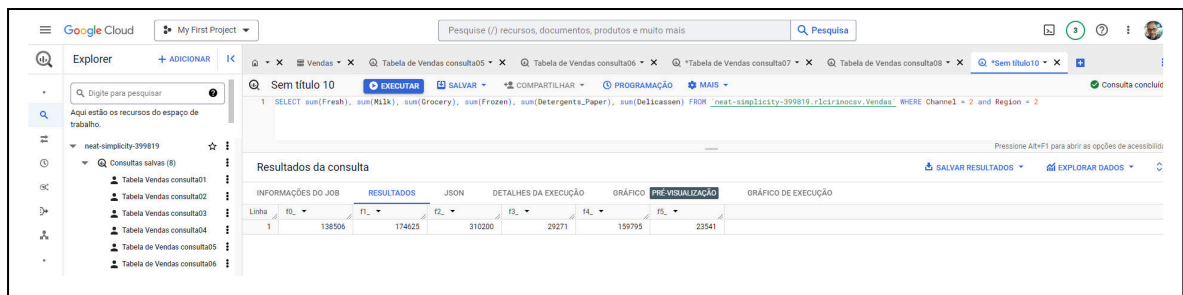 Google Cloud
My First Project
Pesquise (/) recursos, documentos, produtos e muito mais
Pesquisa
3
Explorer
+ ADICIONAR
Vendas
Tabela de Vendas consulta05
Tabela de Vendas consulta06
*Tabela de Vendas consulta07
Tabela de Vendas consulta08
*Sem título10
Digite para pesquisar
Aqui estão os recursos do espaço de
trabalho.
neat-simplicity-399819
Consultas salvas (8)
Tabela Vendas consulta01
Tabela Vendas consulta02
Tabela Vendas consulta03
Tabela Vendas consulta04
Tabela de Vendas consulta05
Tabela de Vendas consulta06
Sem título 10
EXECUTAR
SALVAR
COMPARTILHAR
PROGRAMAÇÃO
MAIS
Consulta concluíd
1 SELECT sum(Fresh), sum(Milk), sum(Grocery), sum(Frozen), sum(Detergents_Paper), sum(Delicassen) FROM `neat-simplicity-399819.rlcirinocsv.Vendas` WHERE Channel = 2 and Region = 2
Pressione Alt+F1 para abrir as opções de acessibilida
Resultados da consulta
SALVAR RESULTADOS
EXPLORAR DADOS
INFORMAÇÕES DO JOB RESULTADOS JSON DETALHES DA EXECUÇÃO GRÁFICO PRÉ-VISUALIZAÇÃO GRÁFICO DE EXECUÇÃO
Linha f0_ f1_ f2_ f3_ f4_ f5_
1 138506 174625 310200 29271 159795 23541